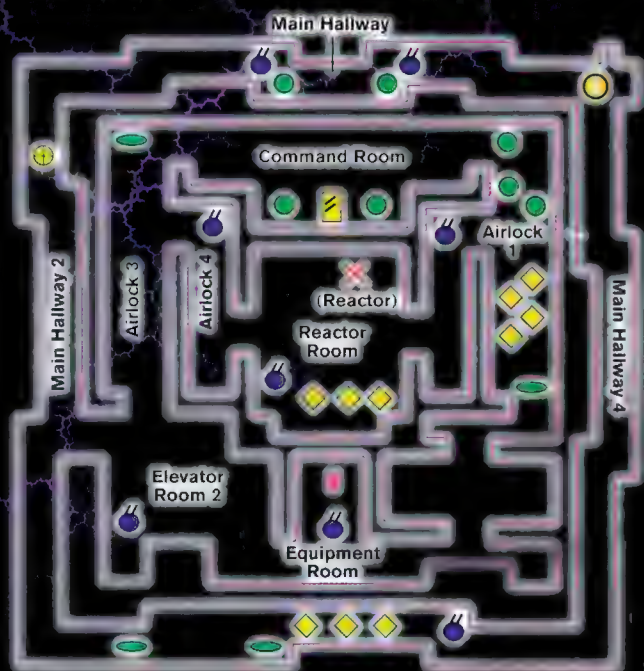 Main Hallway
Command Room
Airlock
1
Main Hallway 2
Airlock 3
Airlock 4
(Reactor)
Reactor
Room
Main Hallway 4
Elevator
Room 2
Equipment
Room